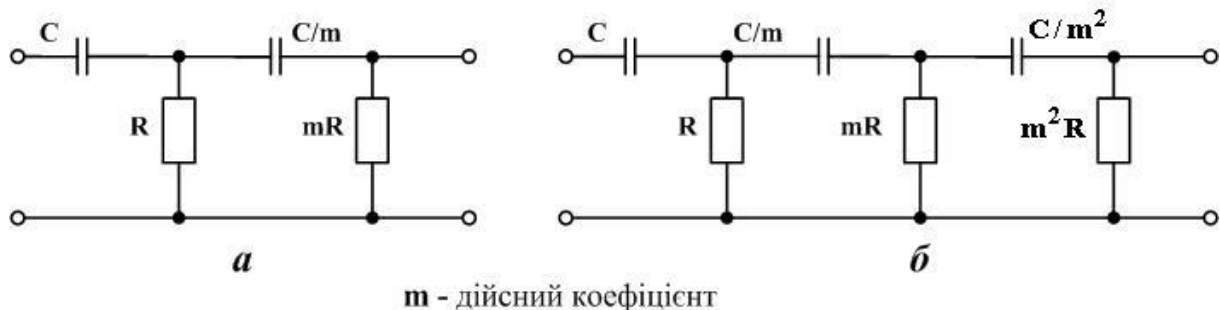 C C/m C C/m C/m²
R mR R mR m²R
а б
m - дійсний коефіцієнт